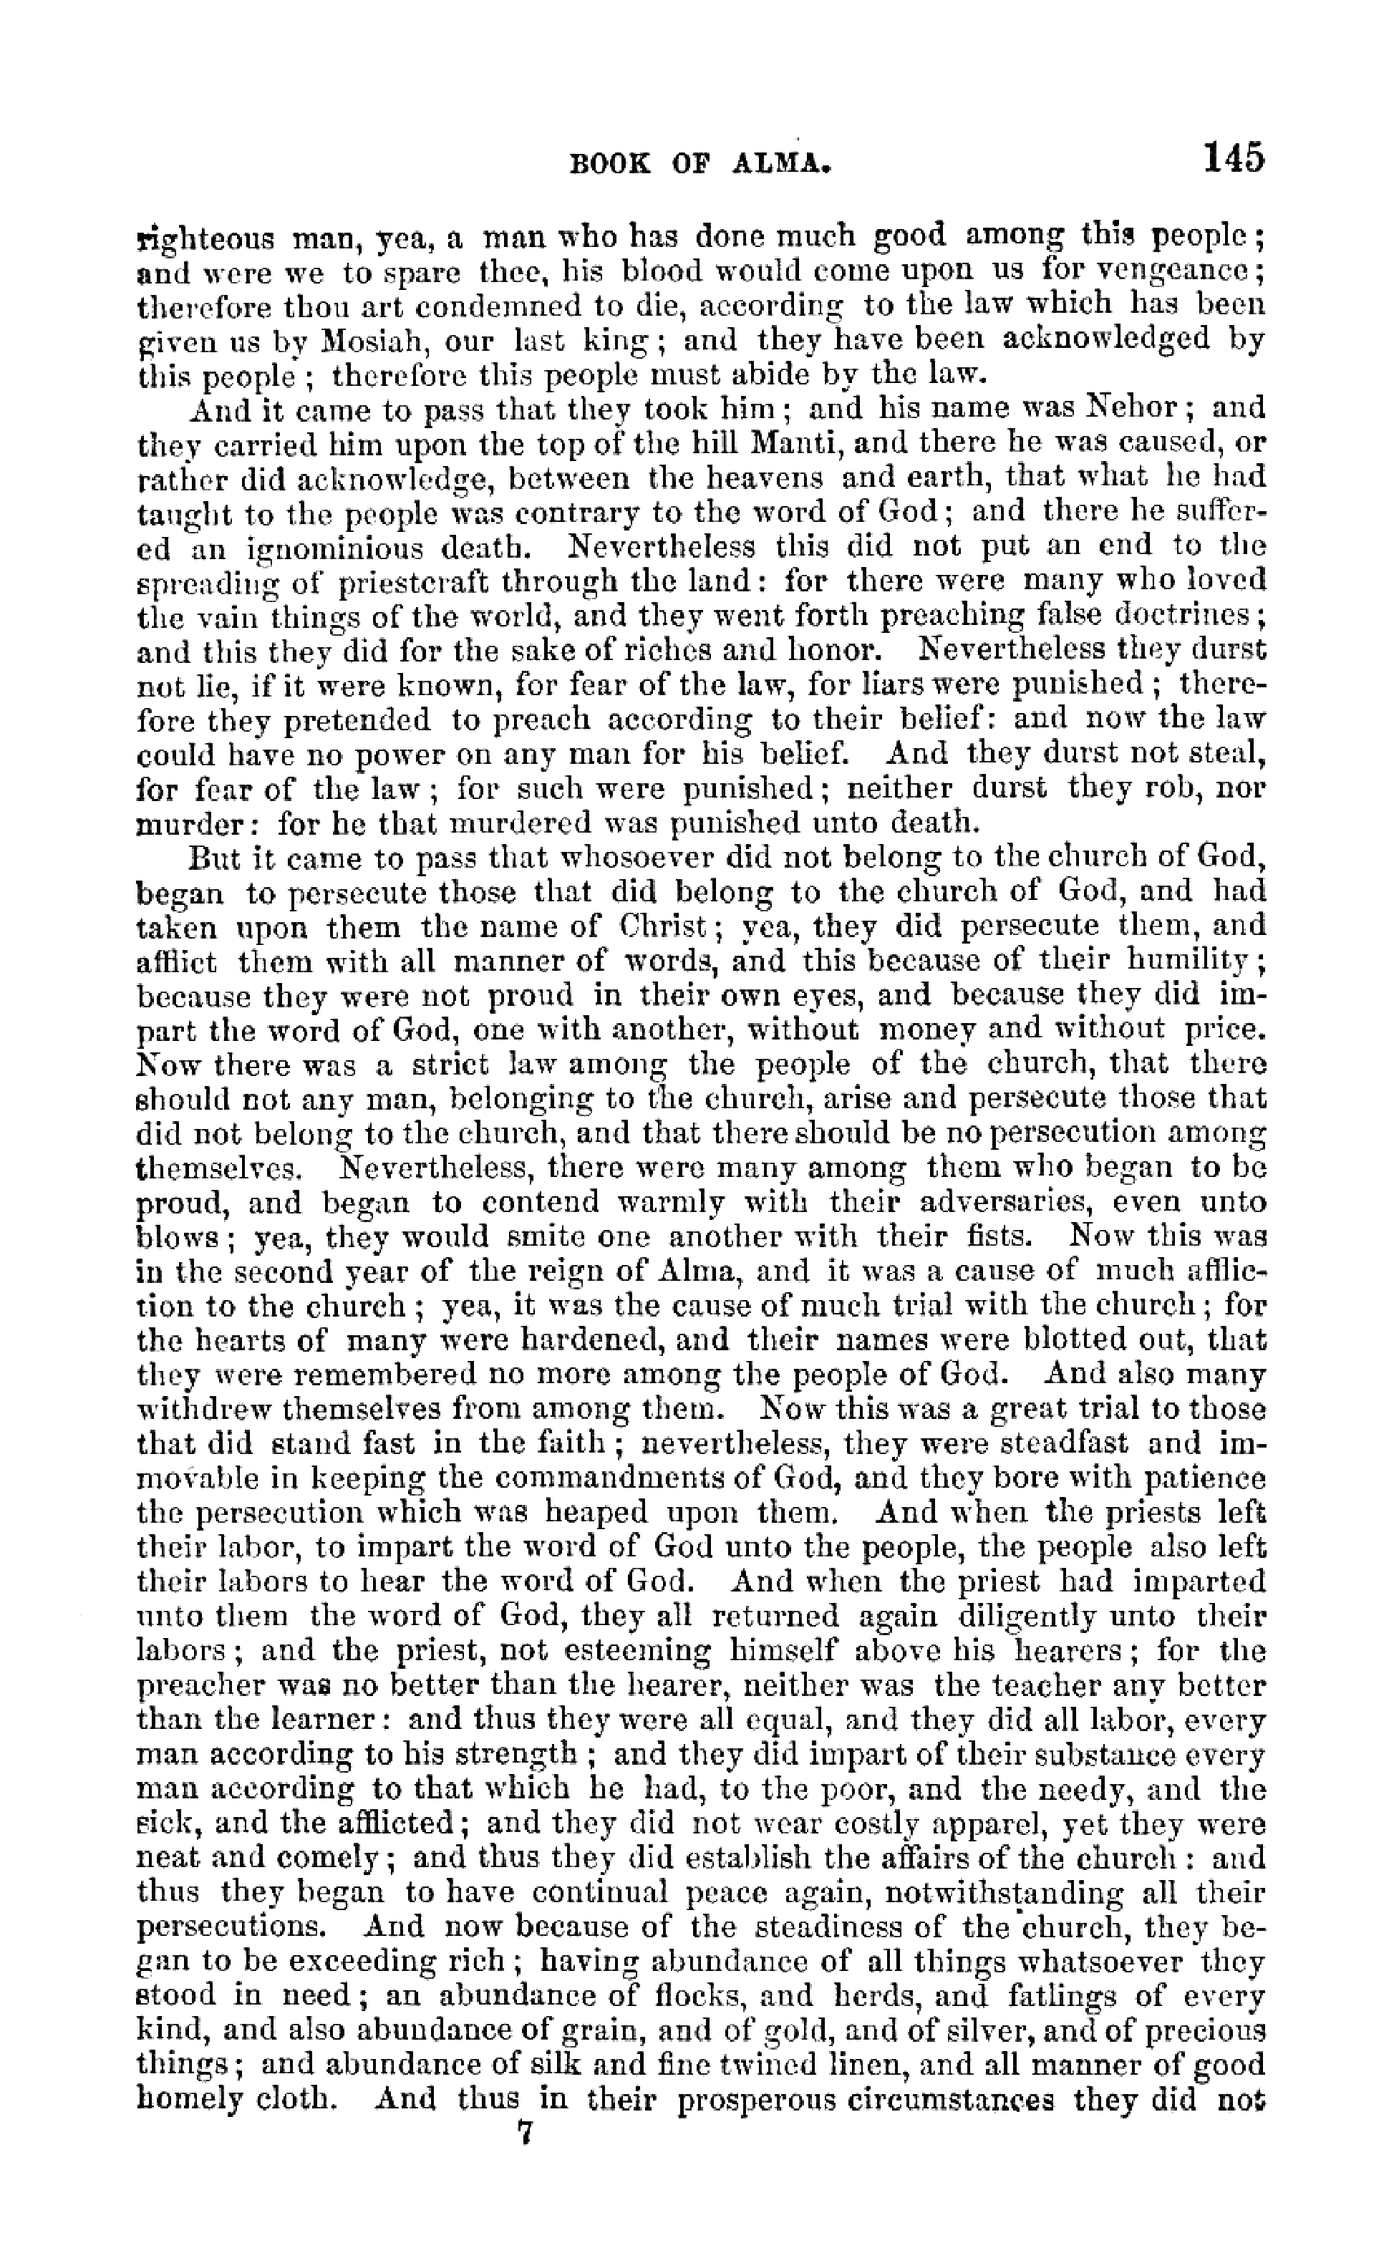 BOOK OF ALMA. 145
righteous man, yea, a man who has done much good among this people;
and were we to spare thee, his blood would come upon us for vengeance;
therefore thou art condemned to die, according to the law which has been
given us by Mosiah, our last king; and they have been acknowledged by
this people; therefore this people must abide by the law.
And it came to pass that they took him; and his name was Nehor; and
they carried him upon the top of the hill Manti, and there he was caused, or
rather did acknowledge, between the heavens and earth, that what he had
taught to the people was contrary to the word of God; and there he suffer-
ed an ignominious death. Nevertheless this did not put an end to the
spreading of priestcraft through the land: for there were many who loved
the vain things of the world, and they went forth preaching false doctrines;
and this they did for the sake of riches and honor. Nevertheless they durst
not lie, if it were known, for fear of the law, for liars were punished; there-
fore they pretended to preach according to their belief: and now the law
could have no power on any man for his belief. And they durst not steal,
for fear of the law; for such were punished; neither durst they rob, nor
murder: for he that murdered was punished unto death.
But it came to pass that whosoever did not belong to the church of God,
began to persecute those that did belong to the church of God, and had
taken upon them the name of Christ; yea, they did persecute them, and
afflict them with all manner of words, and this because of their humility;
because they were not proud in their own eyes, and because they did im-
part the word of God, one with another, without money and without price.
Now there was a strict law among the people of the church, that there
should not any man, belonging to the church, arise and persecute those that
did not belong to the church, and that there should be no persecution among
themselves. Nevertheless, there were many among them who began to be
proud, and began to contend warmly with their adversaries, even unto
blows; yea, they would smite one another with their fists. Now this was
in the second year of the reign of Alma, and it was a cause of much afflic-
tion to the church; yea, it was the cause of much trial with the church; for
the hearts of many were hardened, and their names were blotted out, that
they were remembered no more among the people of God. And also many
withdrew themselves from among them. Now this was a great trial to those
that did stand fast in the faith; nevertheless, they were steadfast and im-
movable in keeping the commandments of God, and they bore with patience
the persecution which was heaped upon them. And when the priests left
their labor, to impart the word of God unto the people, the people also left
their labors to hear the word of God. And when the priest had imparted
unto them the word of God, they all returned again diligently unto their
labors; and the priest, not esteeming himself above his hearers; for the
preacher was no better than the hearer, neither was the teacher any better
than the learner: and thus they were all equal, and they did all labor, every
man according to his strength; and they did impart of their substance every
man according to that which he had, to the poor, and the needy, and the
sick, and the afflicted; and they did not wear costly apparel, yet they were
neat and comely; and thus they did establish the affairs of the church: and
thus they began to have continual peace again, notwithstanding all their
persecutions. And now because of the steadiness of the church, they be-
gan to be exceeding rich; having abundance of all things whatsoever they
stood in need; an abundance of flocks, and herds, and fatlings of every
kind, and also abundance of grain, and of gold, and of silver, and of precious
things; and abundance of silk and fine twined linen, and all manner of good
homely cloth. And thus in their prosperous circumstances they did not
7